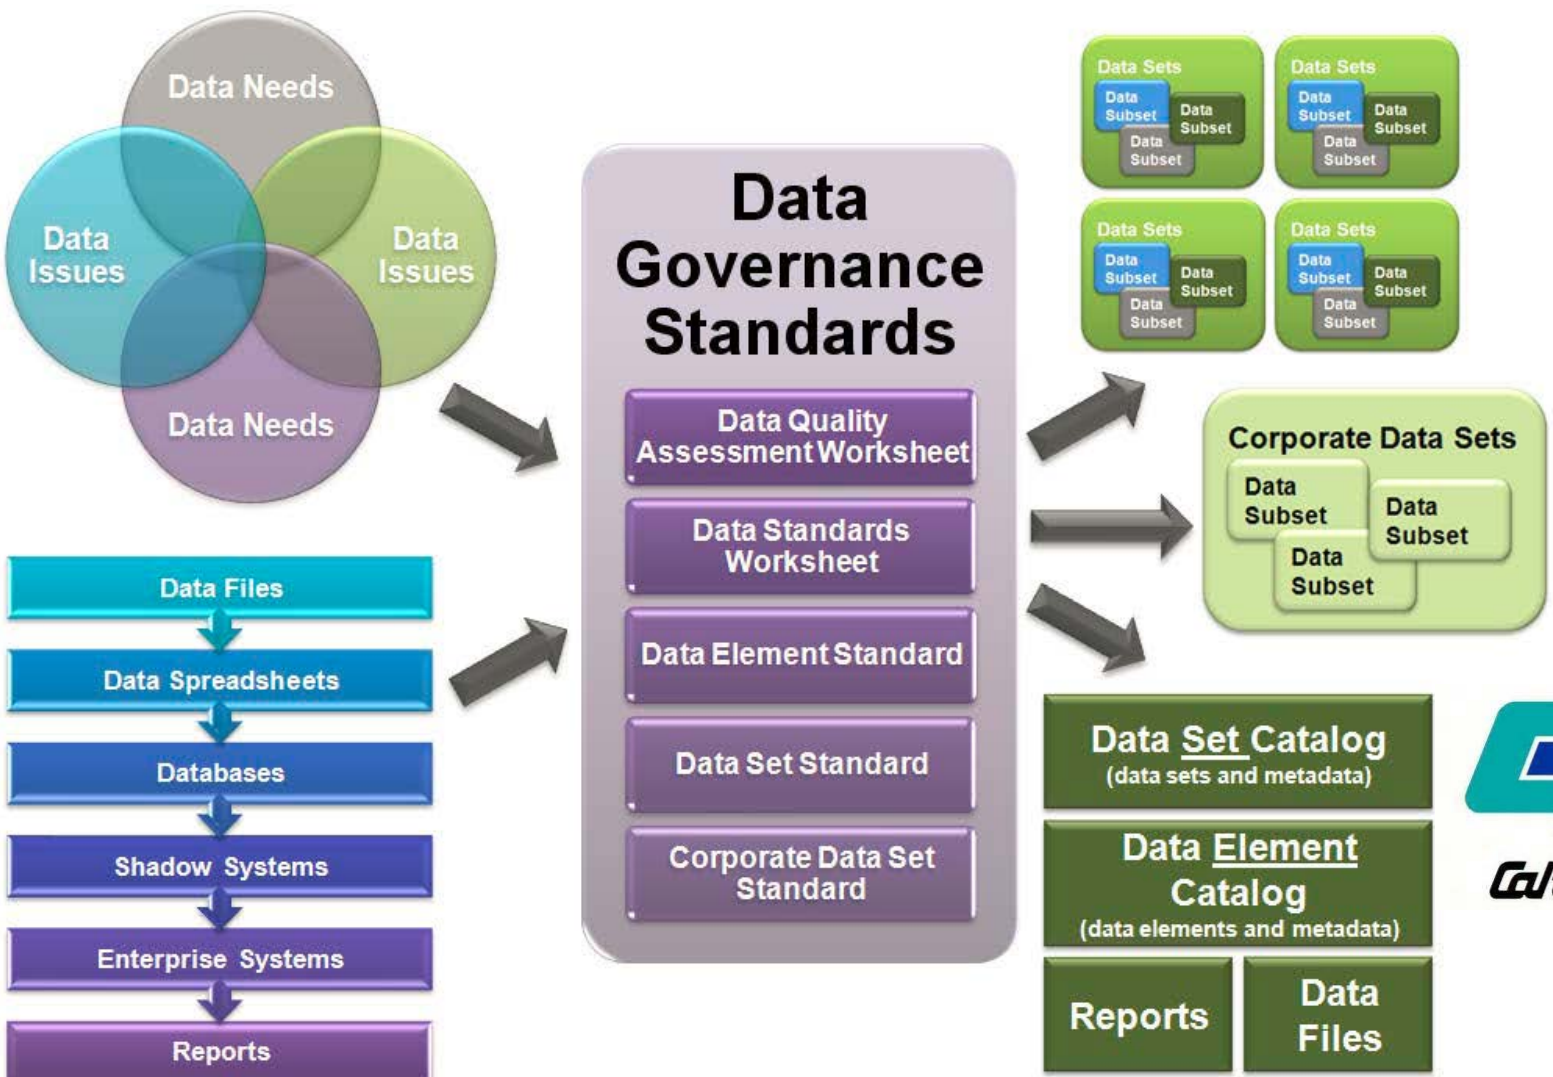 Data Needs
Data
Issues
Data
Issues
Data Needs
Data Files
Data Spreadsheets
Databases
Shadow Systems
Enterprise Systems
Reports
Data
Governance
Standards
Data Quality
Assessment Worksheet
Data Standards
Worksheet
Data Element Standard
Data Set Standard
Corporate Data Set
Standard
Data Sets
Data
Subset
Data
Subset
Data
Subset
Data Sets
Data
Subset
Data
Subset
Data
Subset
Data Sets
Data
Subset
Data
Subset
Data
Subset
Data Sets
Data
Subset
Data
Subset
Data
Subset
Corporate Data Sets
Data
Subset
Data
Subset
Data
Subset
Data Set Catalog
(data sets and metadata)
Data Element
Catalog
(data elements and metadata)
Reports
Data
Files